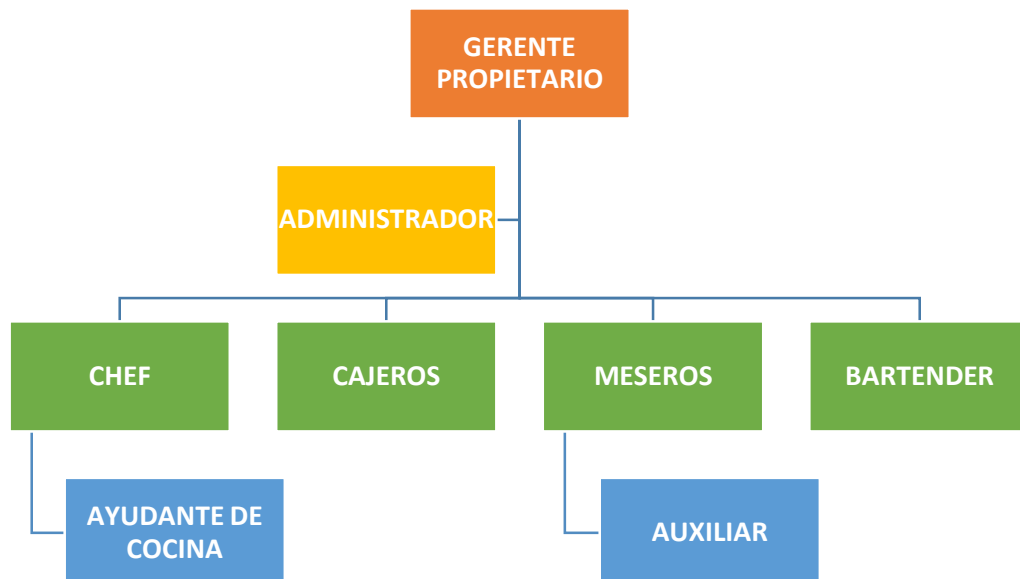 GERENTE
PROPIETARIO
ADMINISTRADOR
CHEF
CAJEROS
MESEROS
BARTENDER
AYUDANTE DE
COCINA
AUXILIAR